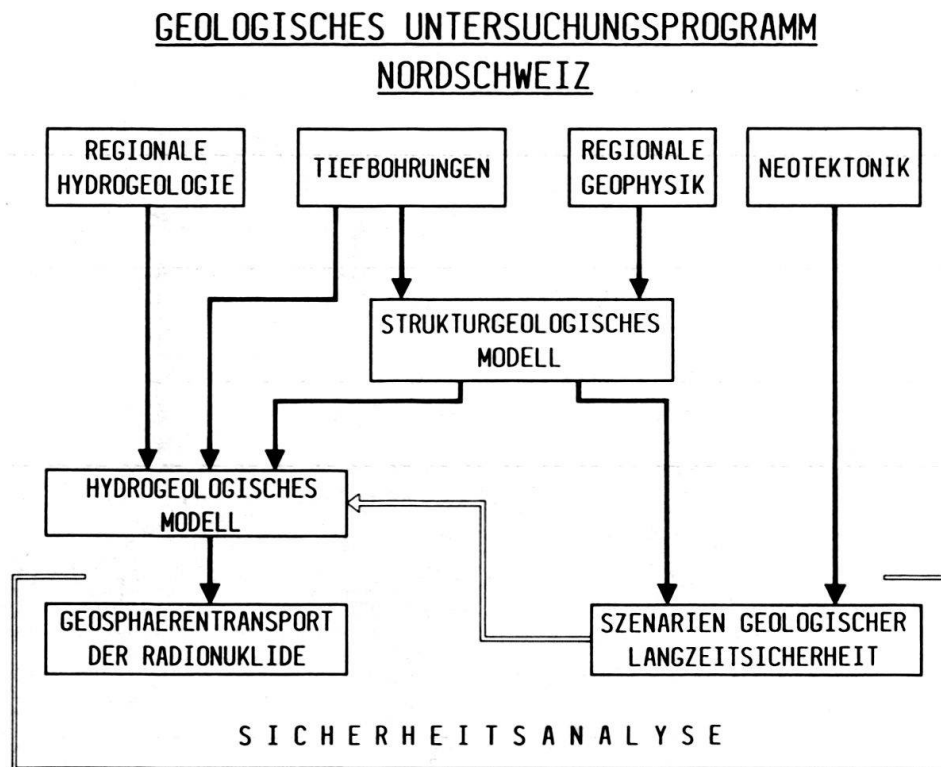 GEOLOGISCHES UNTERSUCHUNGSPROGRAMM
NORDSCHWEIZ
REGIONALE
HYDROGEOLOGIE
TIEFBOHRUNGEN
REGIONALE
GEOPHYSIK
NEOTEKTONIK
STRUKTURGEOLOGISCHES
MODELL
HYDROGEOLOGISCHES
MODELL
GEOSPHAERENTRANSPORT
DER RADIONUKLIDE
SZENARIEN GEOLOGISCHER
LANGZEITSICHERHEIT
SICHERHEITSANALYSE